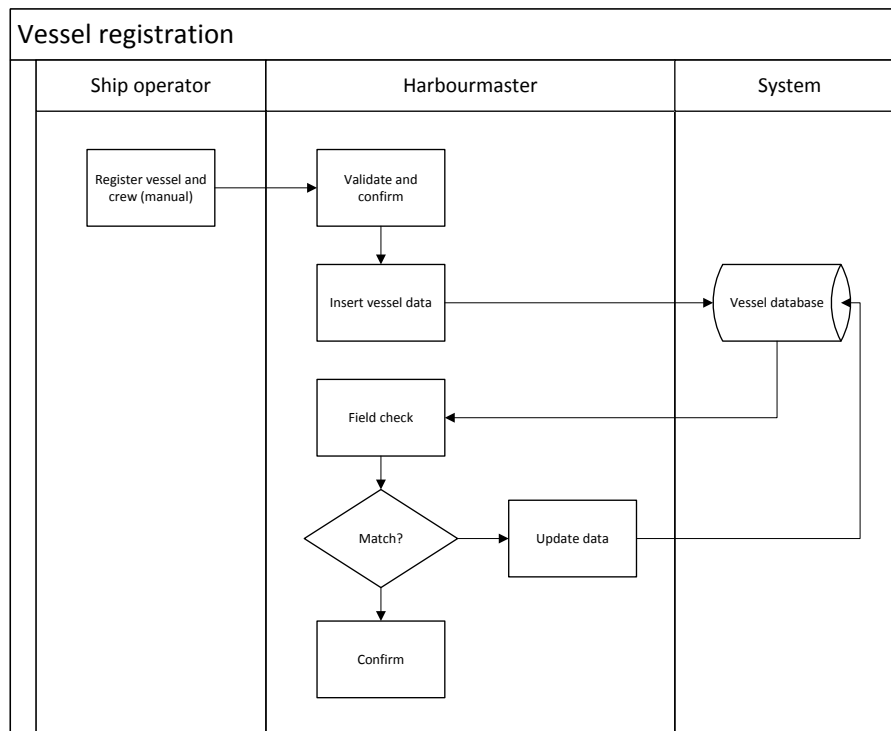 Vessel registration
Ship operator
Harbourmaster
System
Register vessel and
crew (manual)
Validate and
confirm
Insert vessel data
Vessel database
Field check
Match?
Update data
Confirm